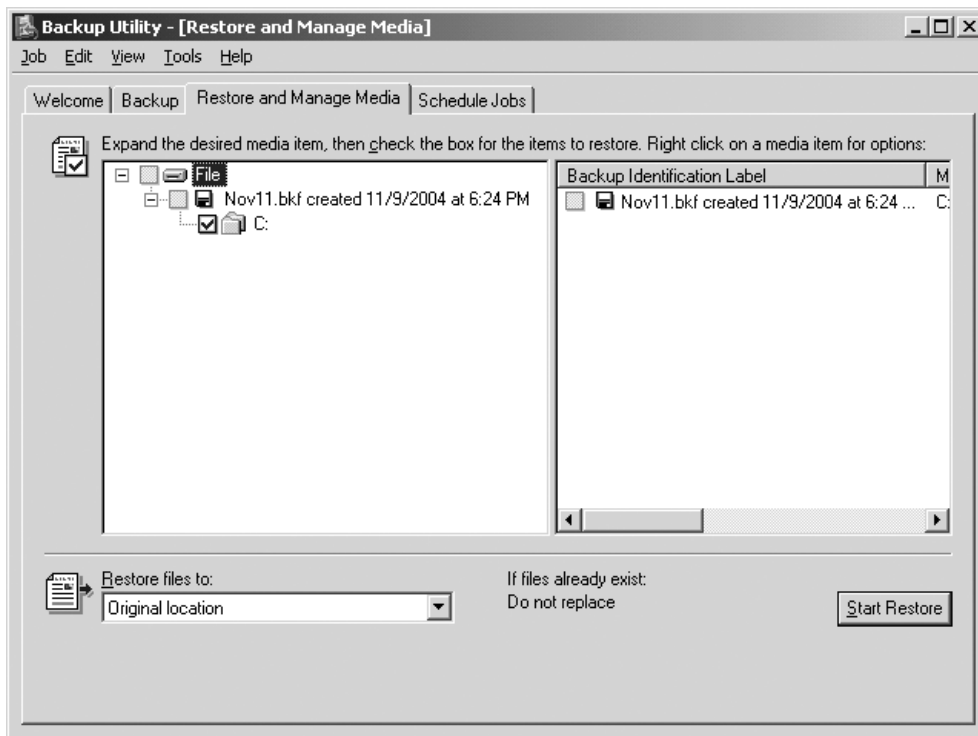 Backup Utility - [Restore and Manage Media]
Job Edit View Tools Help
Welcome Backup Restore and Manage Media Schedule Jobs
Expand the desired media item, then check the box for the items to restore. Right click on a media item for options:
File
Nov11.bkf created 11/9/2004 at 6:24 PM
C:
Backup Identification Label M
Nov11.bkf created 11/9/2004 at 6:24 ... C:
Restore files to:
Original location
If files already exist:
Do not replace
Start Restore